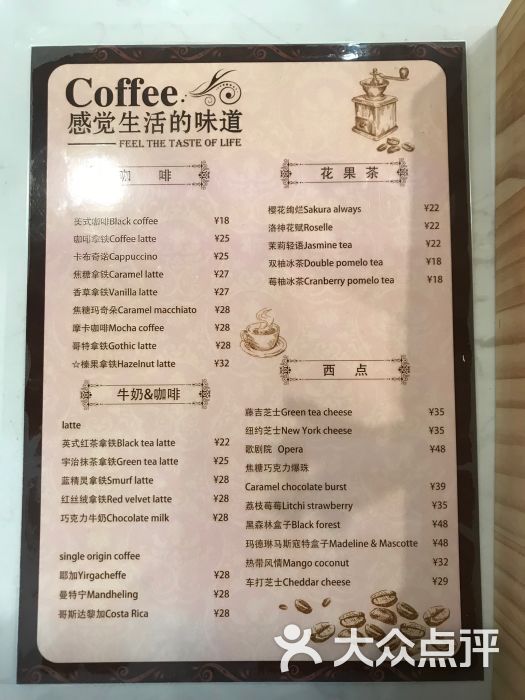 Coffee
感觉生活的味道
FEEL THE TASTE OF LIFE
咖 啡
美式咖啡Black coffee ¥18
咖啡拿铁Coffee latte ¥25
卡布奇诺Cappuccino ¥25
焦糖拿铁Caramel latte ¥27
香草拿铁Vanilla latte ¥27
焦糖玛奇朵Caramel macchiato ¥28
摩卡咖啡Mocha coffee ¥28
哥特拿铁Gothic latte ¥28
☆榛果拿铁Hazelnut latte ¥32
牛奶&咖啡
latte
英式红茶拿铁Black tea latte ¥22
宇治抹茶拿铁Green tea latte ¥25
蓝精灵拿铁Smurf latte ¥28
红丝绒拿铁Red velvet latte ¥28
巧克力牛奶Chocolate milk ¥28
single origin coffee
耶加Yirgacheffe ¥28
曼特宁Mandheling ¥28
哥斯达黎加Costa Rica ¥28
花 果 茶
樱花绚烂Sakura always ¥22
洛绅花赋Roselle ¥22
茉莉轻语Jasmine tea ¥22
双柚冰茶Double pomelo tea ¥18
莓柚冰茶Cranberry pomelo tea ¥18
西 点
藤吉芝士Green tea cheese ¥35
纽约芝士New York cheese ¥35
歌剧院 Opera ¥48
焦糖巧克力爆珠
Caramel chocolate burst ¥39
荔枝莓莓Litchi strawberry ¥35
黑森林盒子Black forest ¥48
玛德琳马斯寇特盒子Madeline & Mascotte ¥48
热带风情Mango coconut ¥32
车打芝士Cheddar cheese ¥29
大众点评